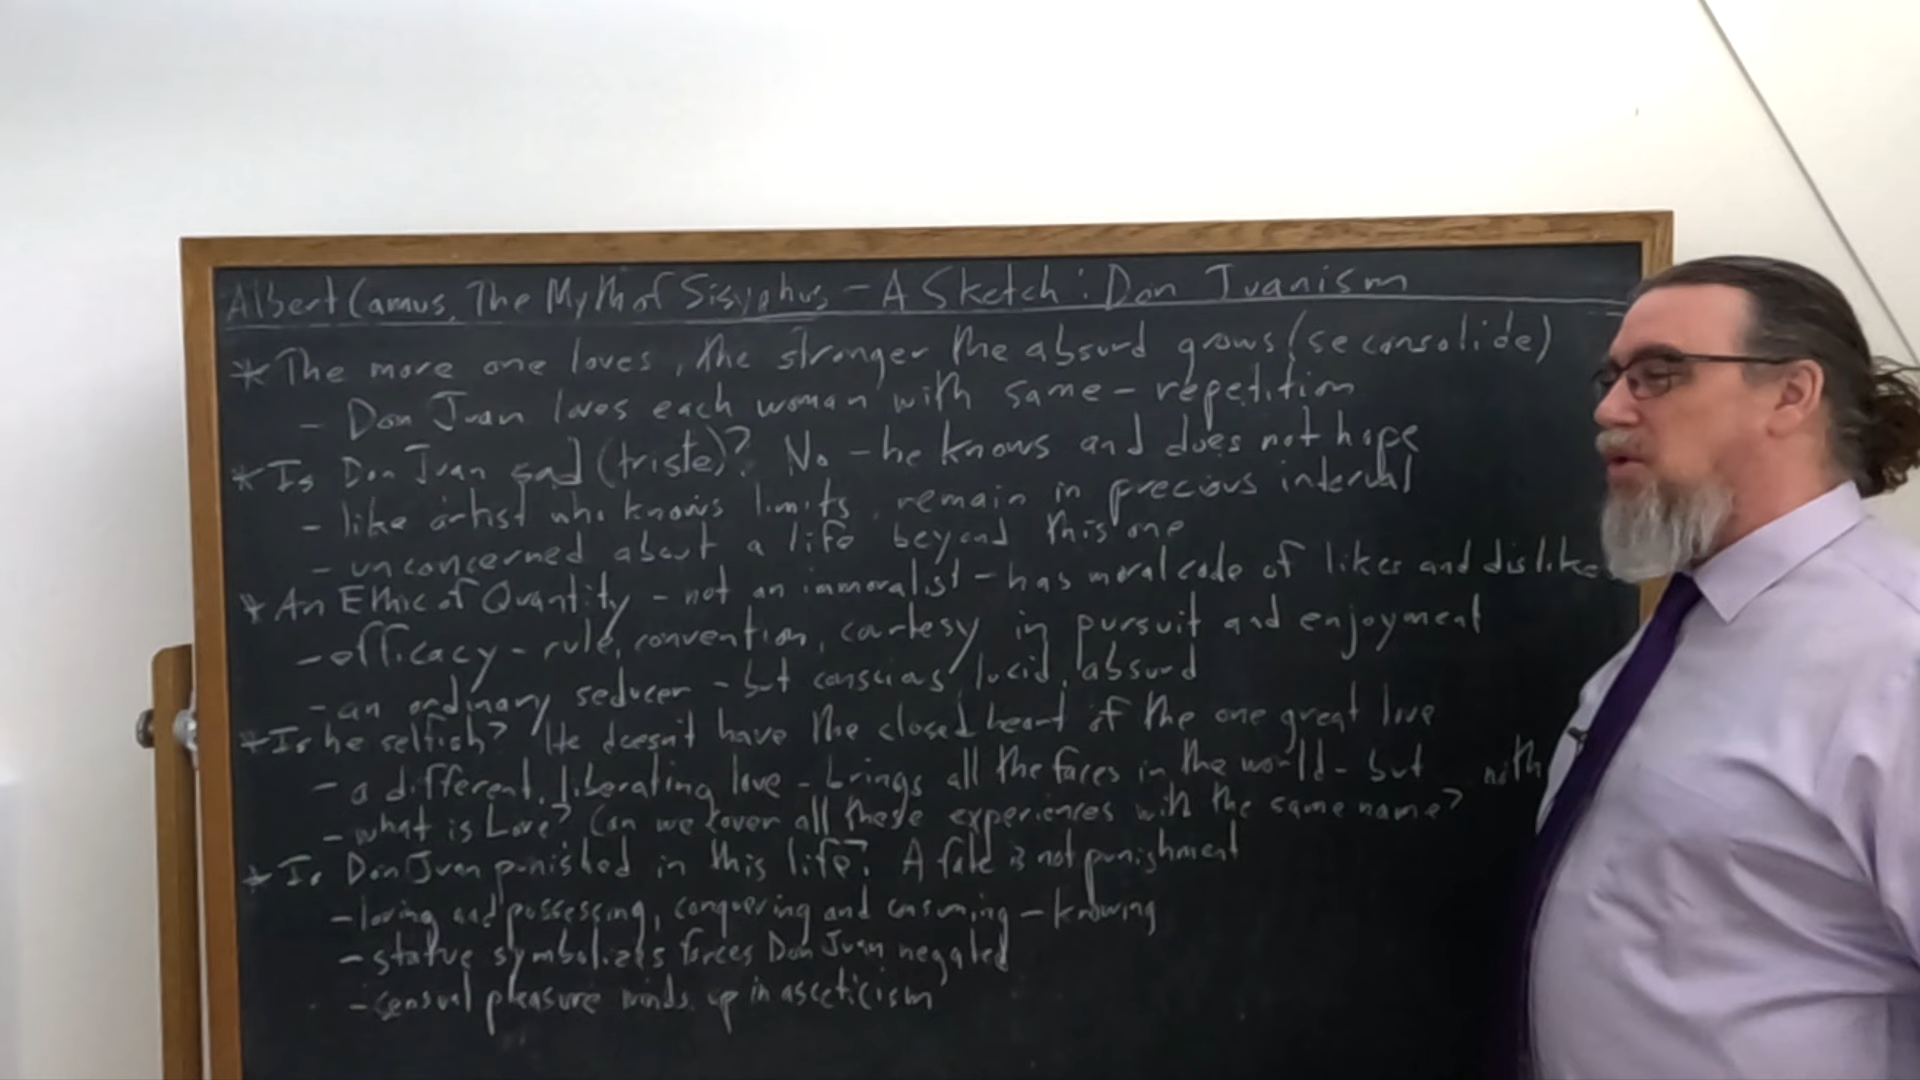 Albert Camus, The Myth of Sisyphus - A Sketch: Don Juanism
* The more one loves, the stronger the absurd grows (se consolide)
- Don Juan loves each woman with same - repetition
* Is Don Juan sad (triste)? No - he knows and does not hope
- like artist who knows limits, remain in precious interval
- unconcerned about a life beyond this one
* An Ethic of Quantity - not an immoralist - has moral code of likes and dislike
- efficacy - rule, convention, courtesy in pursuit and enjoyment
- an ordinary seducer - but conscious, lucid, absurd
* Is he selfish? He doesn't have the closed heart of the one great love
- a different, liberating love - brings all the faces in the world - but with
- what is Love? Can we cover all these experiences with the same name?
* Is Don Juan punished in this life? A fate is not punishment
- loving and possessing, conquering and consuming - knowing
- statue symbolizes forces Don Juan negated
- sensual pleasure winds up in asceticism